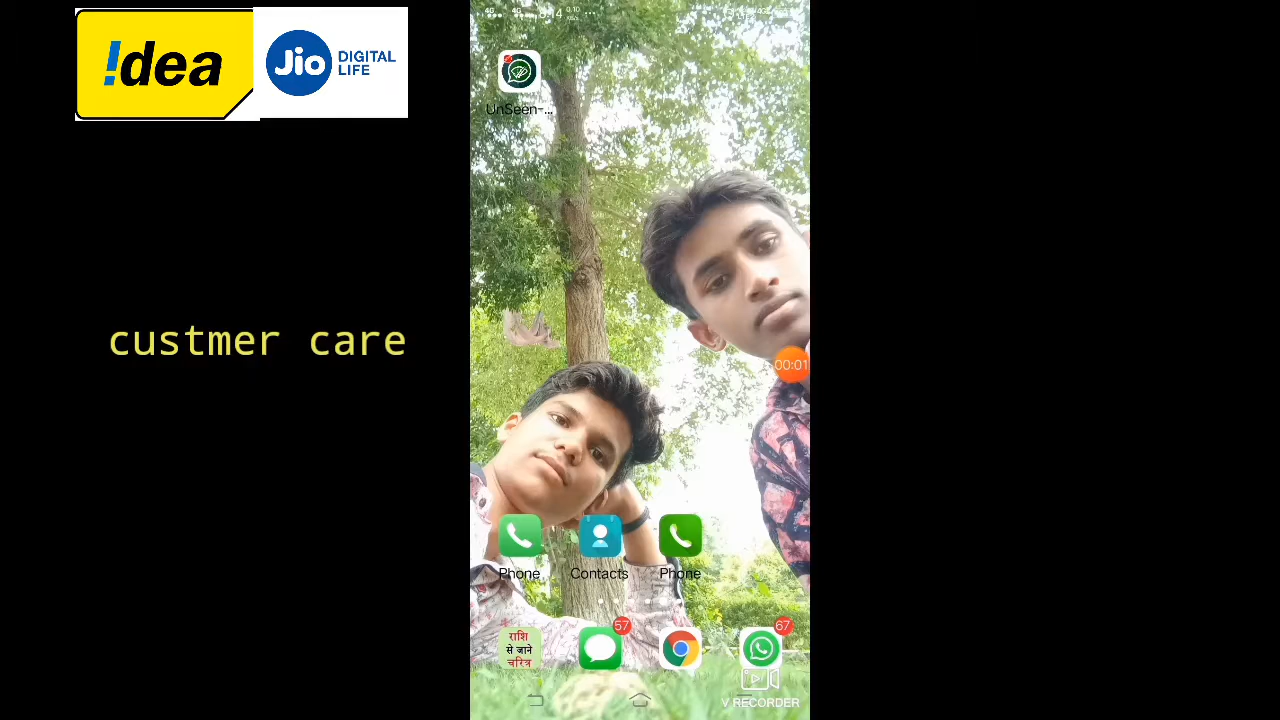 !dea
Jio DIGITAL LIFE
custmer care
UnSeen-...
00:01
Phone
Contacts
Phone
57
67
राशि
से जाने
चरित्र
V RECORDER